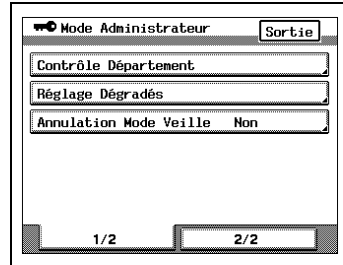 Mode Administrateur
Sortie
Contrôle Département
Réglage Dégradés
Annulation Mode Veille Non
1/2
2/2